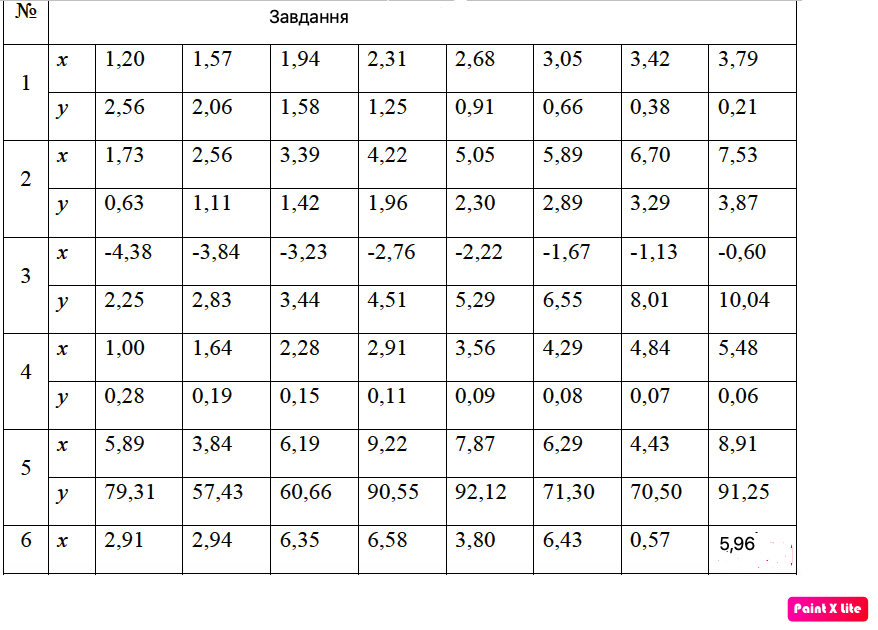 № Завдання
1 x 1,20 1,57 1,94 2,31 2,68 3,05 3,42 3,79
y 2,56 2,06 1,58 1,25 0,91 0,66 0,38 0,21
2 x 1,73 2,56 3,39 4,22 5,05 5,89 6,70 7,53
y 0,63 1,11 1,42 1,96 2,30 2,89 3,29 3,87
3 x -4,38 -3,84 -3,23 -2,76 -2,22 -1,67 -1,13 -0,60
y 2,25 2,83 3,44 4,51 5,29 6,55 8,01 10,04
4 x 1,00 1,64 2,28 2,91 3,56 4,29 4,84 5,48
y 0,28 0,19 0,15 0,11 0,09 0,08 0,07 0,06
5 x 5,89 3,84 6,19 9,22 7,87 6,29 4,43 8,91
y 79,31 57,43 60,66 90,55 92,12 71,30 70,50 91,25
6 x 2,91 2,94 6,35 6,58 3,80 6,43 0,57 5,96
Paint X Lite